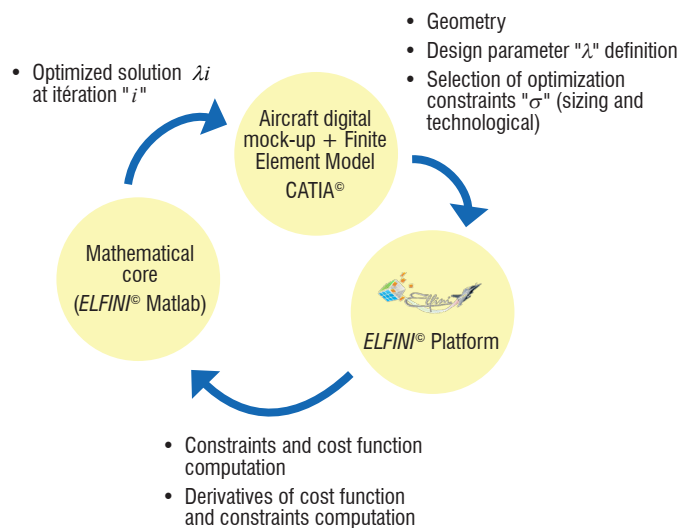 • Geometry
• Design parameter "λ" definition
• Selection of optimization
constraints "σ" (sizing and
technological)
• Optimized solution λi
at itération "i"
Aircraft digital
mock-up + Finite
Element Model
CATIA©
Mathematical
core
(ELFINI© Matlab)
Elfini
ELFINI© Platform
• Constraints and cost function
computation
• Derivatives of cost function
and constraints computation